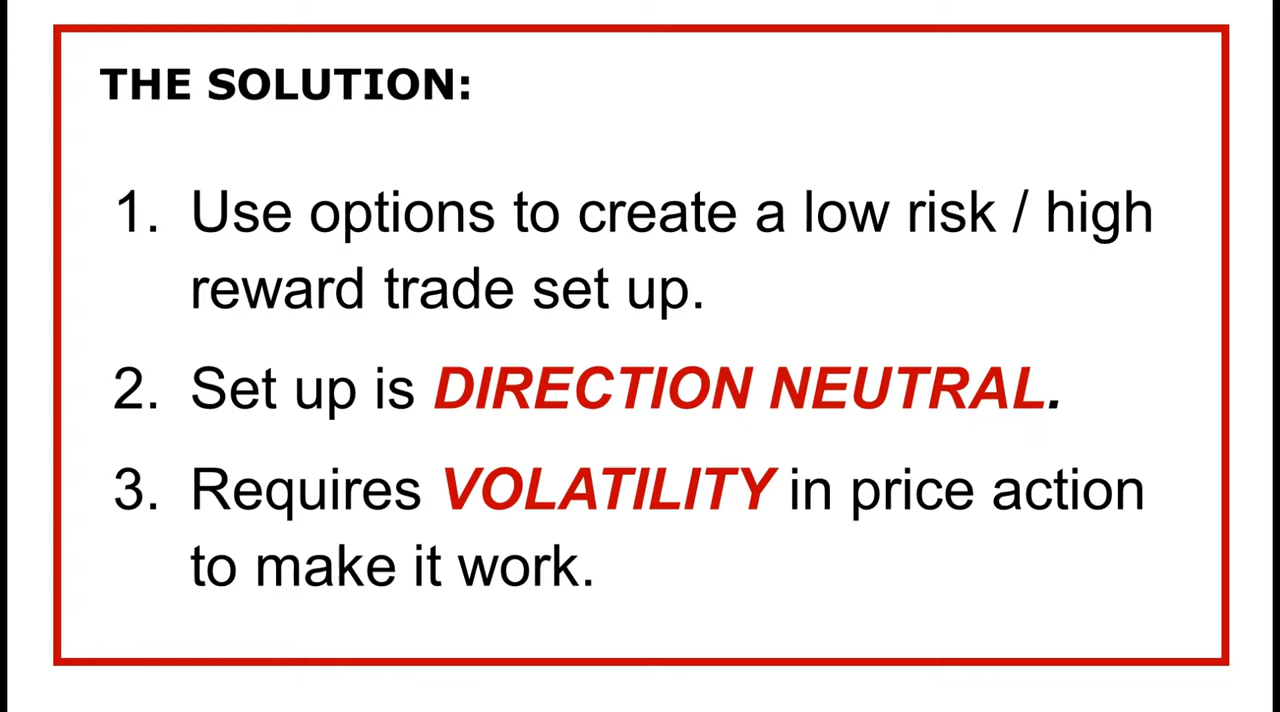 THE SOLUTION:
1. Use options to create a low risk / high
reward trade set up.
2. Set up is DIRECTION NEUTRAL.
3. Requires VOLATILITY in price action
to make it work.